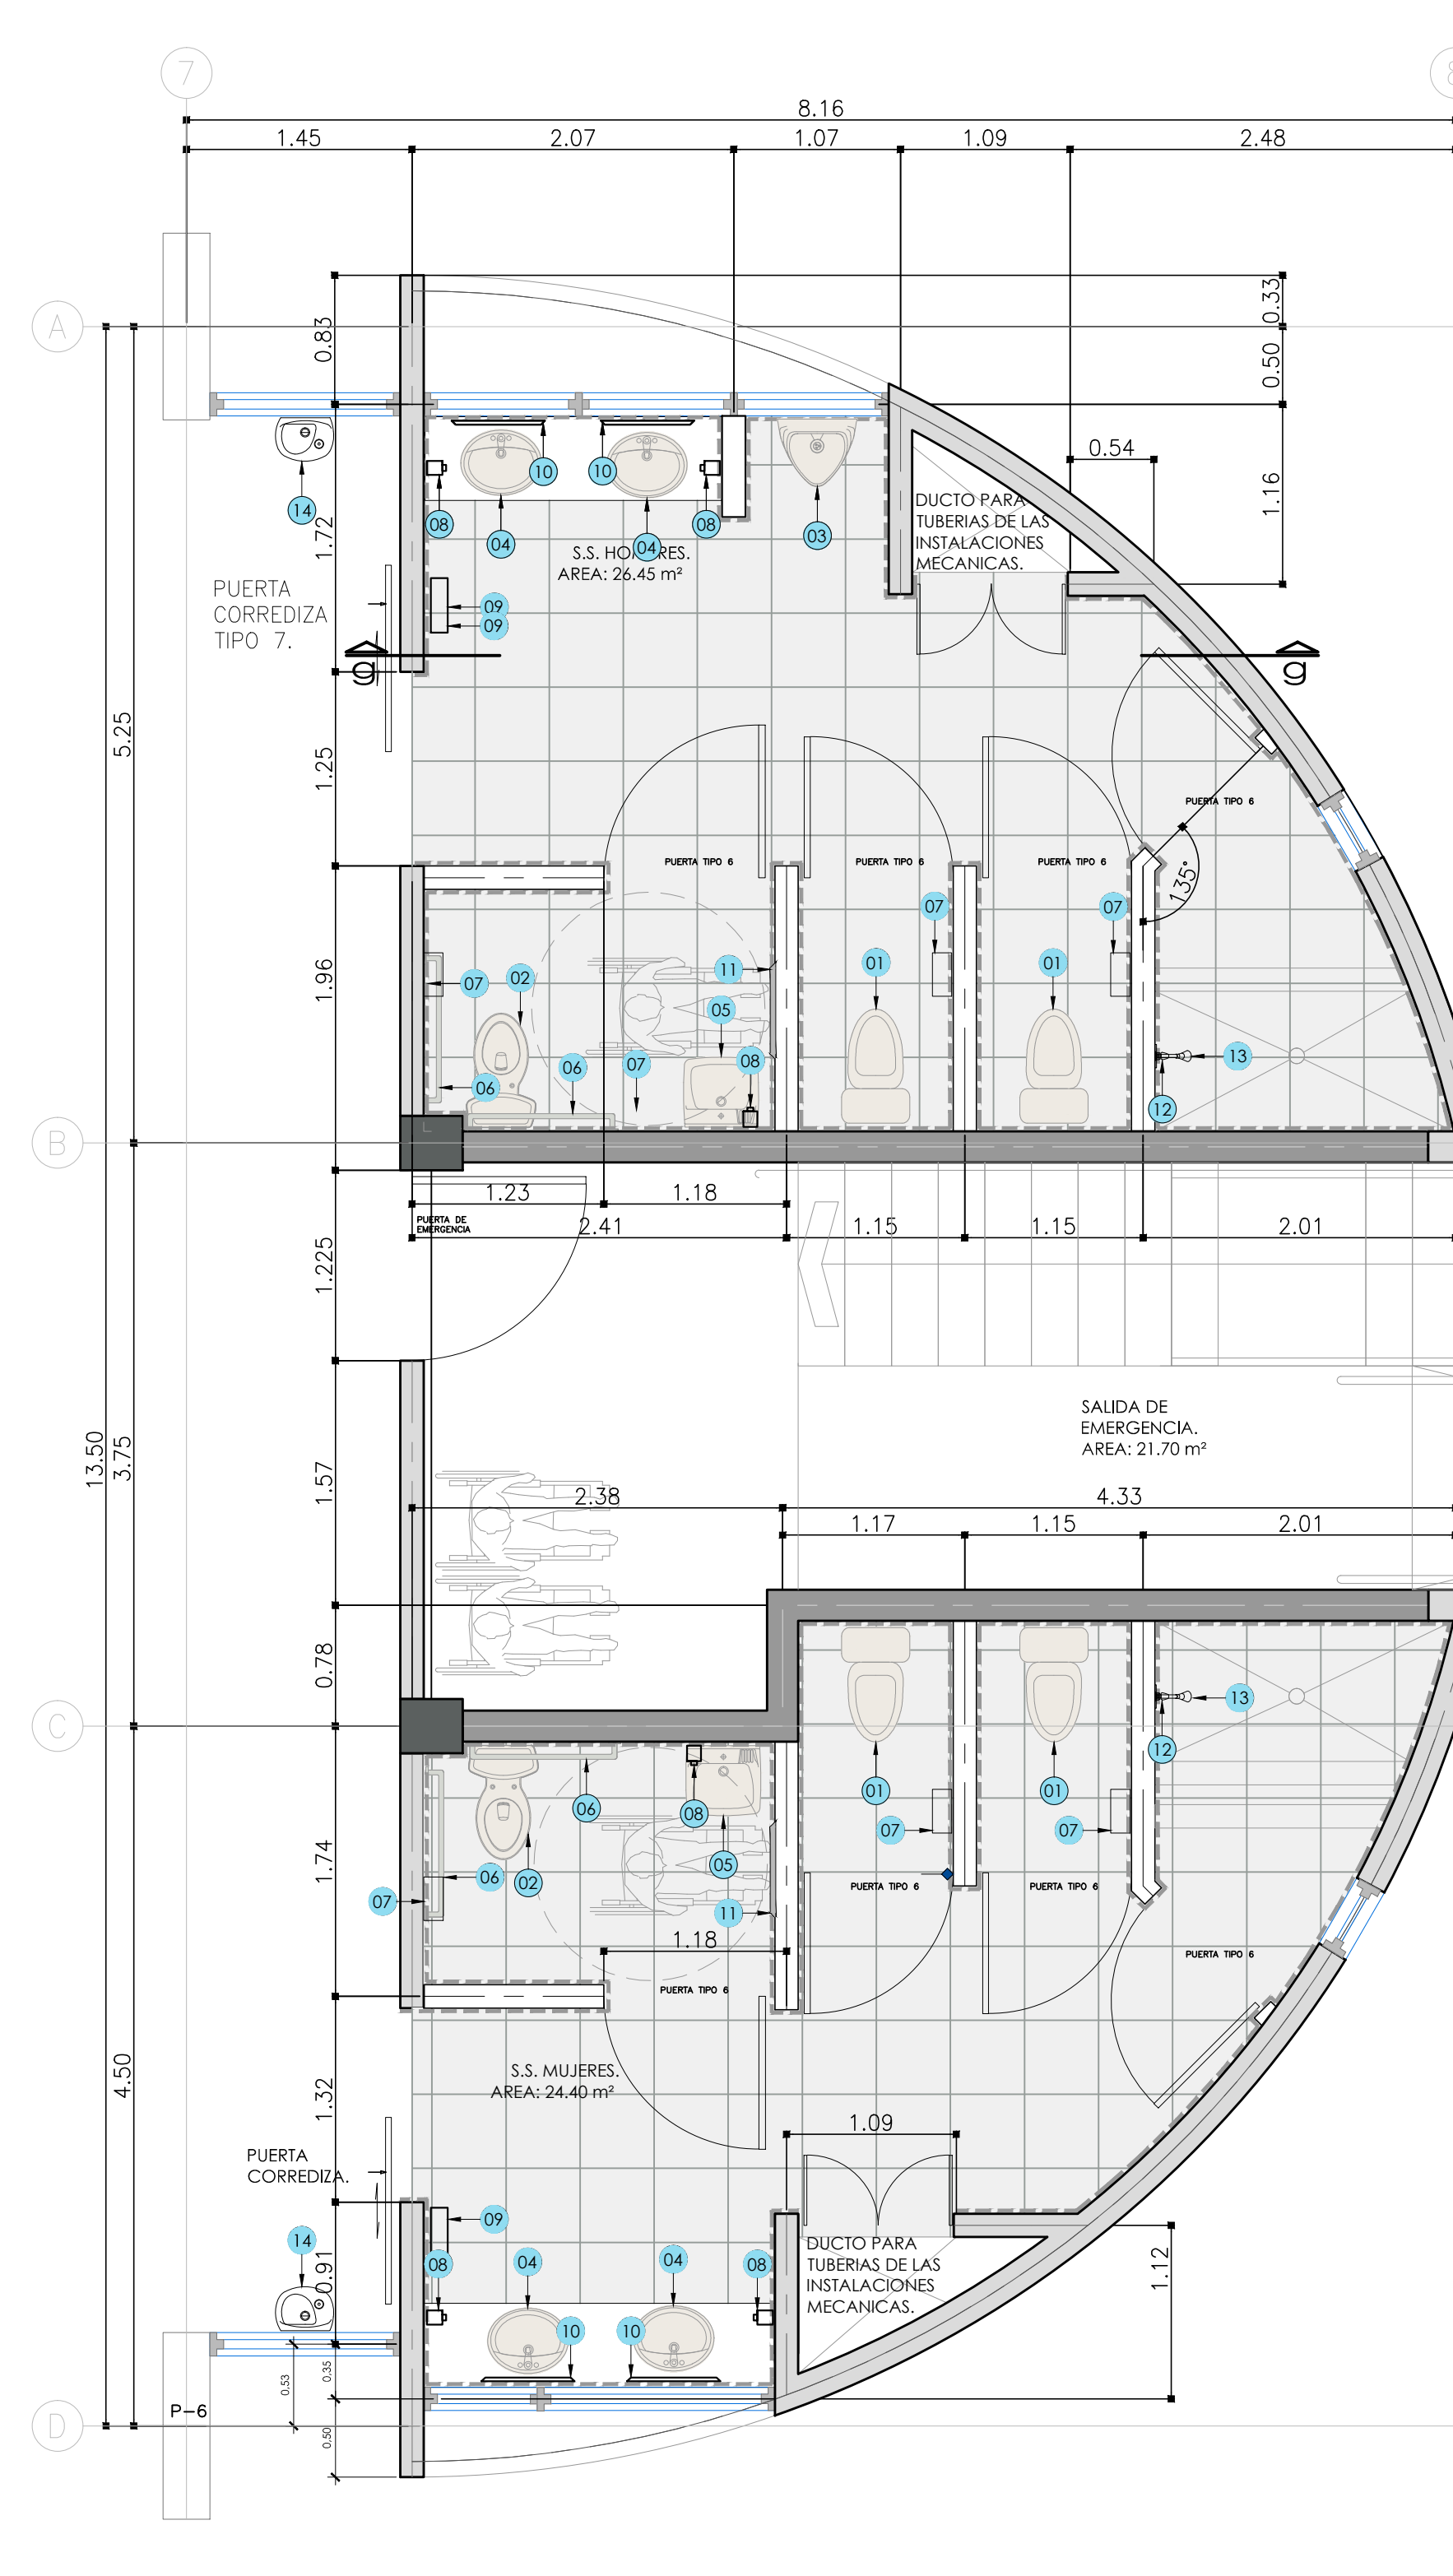 7
8
8.16
1.45
2.07
1.07
1.09
2.48
A
0.83
0.33
0.50
0.54
1.16
10
10
14
08
04
04
08
03
DUCTO PARA
TUBERIAS DE LAS
INSTALACIONES
MECANICAS.
1.72
S.S. HOMBRES.
AREA: 26.45 m²
PUERTA
CORREDIZA
TIPO 7.
09
09
g
g
5.25
1.25
PUERTA TIPO 6
PUERTA TIPO 6
PUERTA TIPO 6
PUERTA TIPO 6
135°
07
07
1.96
07
02
11
01
01
05
06
06
07
08
13
12
B
1.23
1.18
PUERTA DE
EMERGENCIA
2.41
1.15
1.15
2.01
1.225
SALIDA DE
EMERGENCIA.
AREA: 21.70 m²
13.50
3.75
1.57
2.38
4.33
1.17
1.15
2.01
0.78
C
13
12
01
01
06
08
07
07
05
06
02
07
11
1.74
PUERTA TIPO 6
PUERTA TIPO 6
1.18
PUERTA TIPO 6
PUERTA TIPO 6
4.50
S.S. MUJERES.
AREA: 24.40 m²
1.32
1.09
PUERTA
CORREDIZA.
09
14
08
04
04
08
DUCTO PARA
TUBERIAS DE LAS
INSTALACIONES
MECANICAS.
0.91
1.12
10
10
0.53
0.35
P-6
D
0.50